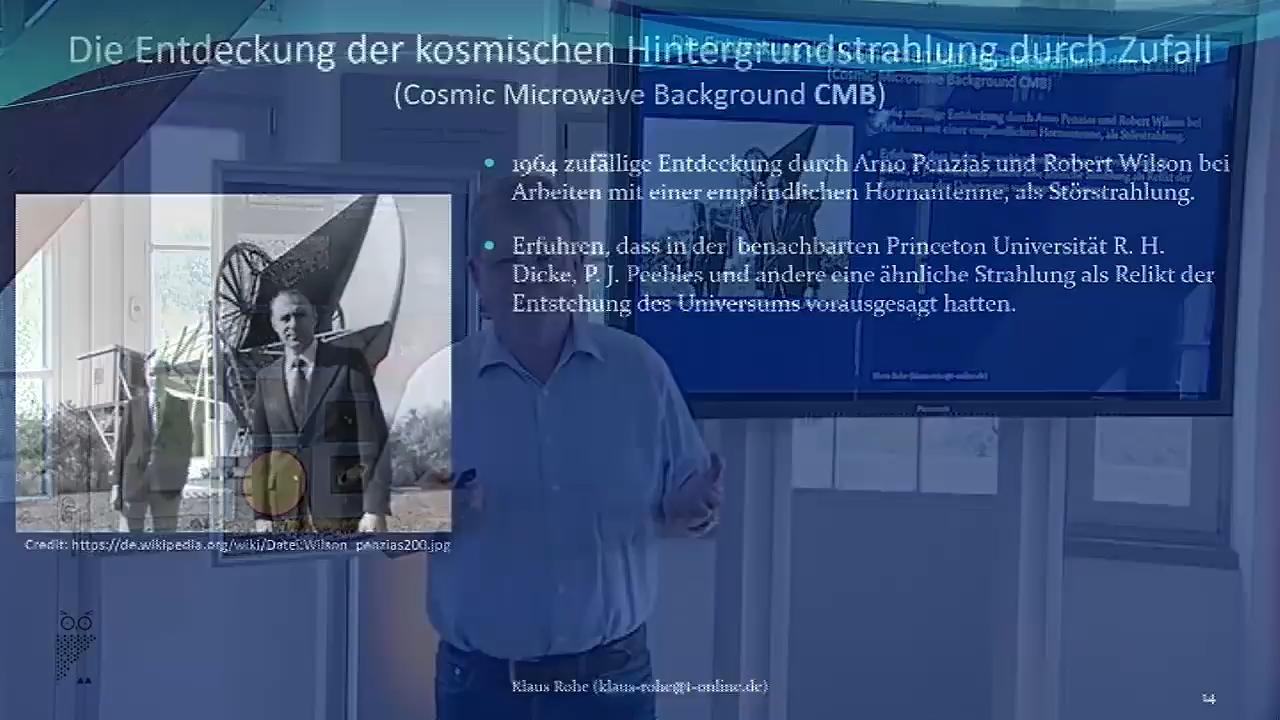 Die Entdeckung der kosmischen Hintergrundstrahlung durch Zufall
(Cosmic Microwave Background CMB)
• 1964 zufällige Entdeckung durch Arno Penzias und Robert Wilson bei
Arbeiten mit einer empfindlichen Hornantenne, als Störstrahlung.
• Erfuhren, dass in der benachbarten Princeton Universität R. H.
Dicke, P. J. Peebles und andere eine ähnliche Strahlung als Relikt der
Entstehung des Universums vorausgesagt hatten.
Credit: https://de.wikipedia.org/wiki/Datei:Wilson_penzias200.jpg
Klaus Rohe (klaus-rohe@t-online.de)
14